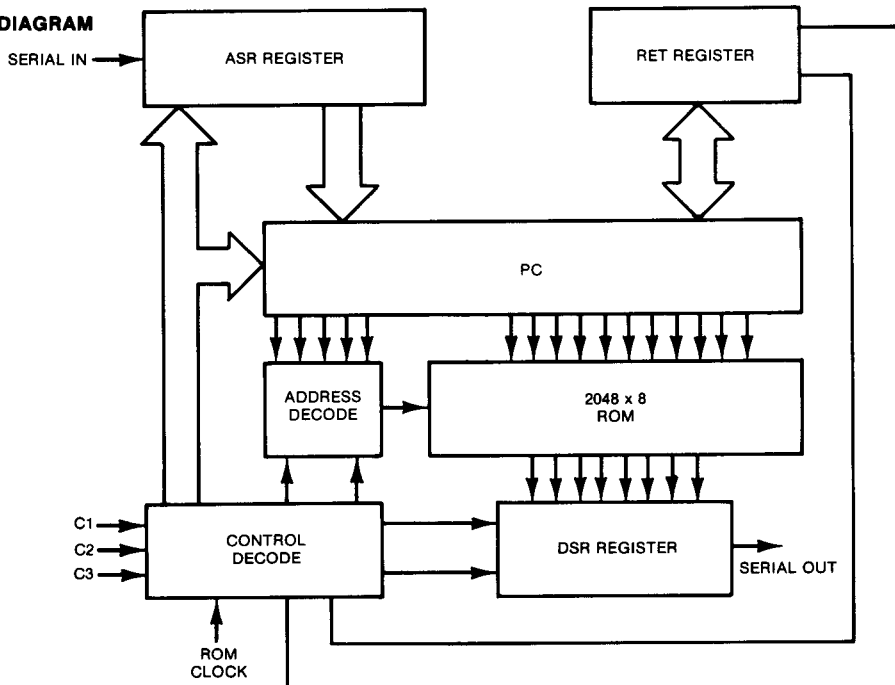 DIAGRAM
SERIAL IN
ASR REGISTER
RET REGISTER
PC
ADDRESS
DECODE
2048 x 8
ROM
C1
C2
C3
CONTROL
DECODE
DSR REGISTER
SERIAL OUT
ROM
CLOCK